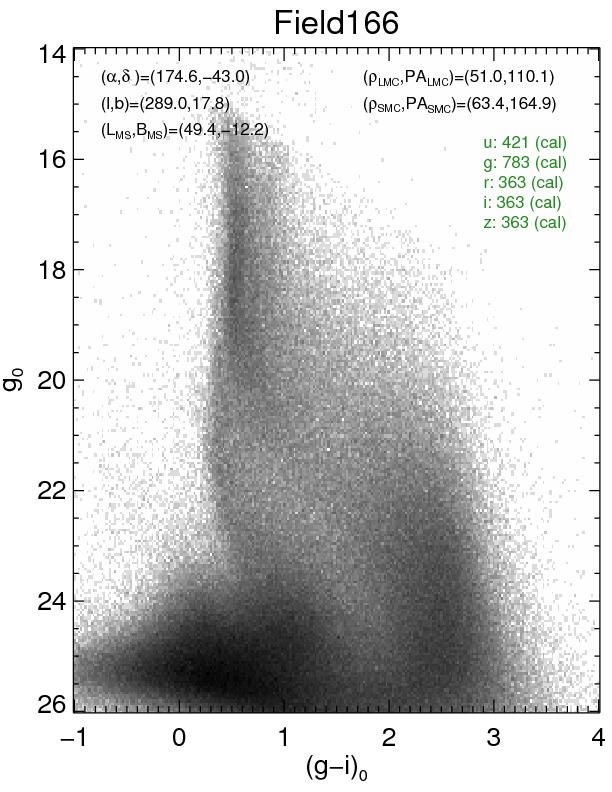 Field166
(α,δ)=(174.6,−43.0)
(ρLMC,PALMC)=(51.0,110.1)
(l,b)=(289.0,17.8)
(ρSMC,PASMC)=(63.4,164.9)
(LMS,BMS)=(49.4,−12.2)
u: 421 (cal)
g: 783 (cal)
r: 363 (cal)
i: 363 (cal)
z: 363 (cal)
14
16
18
20
22
24
26
g0
−1 0 1 2 3 4
(g−i)0